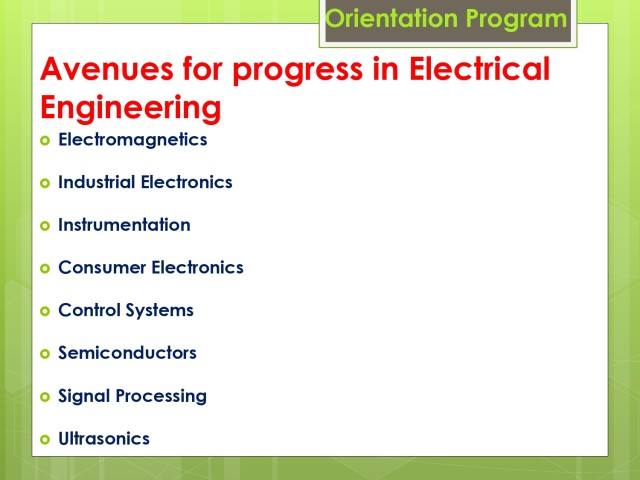 Orientation Program
Avenues for progress in Electrical
Engineering
Electromagnetics
Industrial Electronics
Instrumentation
Consumer Electronics
Control Systems
Semiconductors
Signal Processing
Ultrasonics